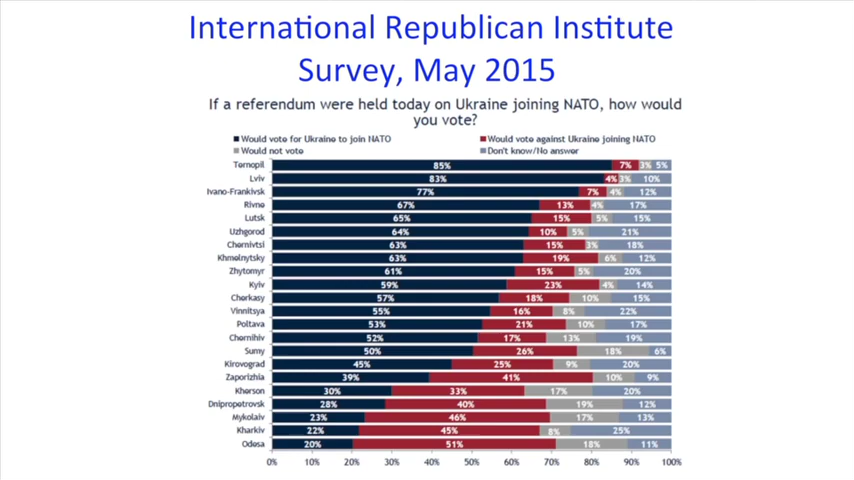 International Republican Institute
Survey, May 2015
If a referendum were held today on Ukraine joining NATO, how would
you vote?
Would vote for Ukraine to join NATO Would vote against Ukraine joining NATO
Would not vote Don't know/No answer
Ternopil 85% 7% 3% 5%
Lviv 83% 4% 3% 10%
Ivano-Frankivsk 77% 7% 4% 12%
Rivne 67% 13% 4% 17%
Lutsk 65% 15% 5% 15%
Uzhgorod 64% 10% 5% 21%
Chernivtsi 63% 15% 3% 18%
Khmelnytsky 63% 19% 6% 12%
Zhytomyr 61% 15% 5% 20%
Kyiv 59% 23% 4% 14%
Cherkasy 57% 18% 10% 15%
Vinnitsya 55% 16% 8% 22%
Poltava 53% 21% 10% 17%
Chernihiv 52% 17% 13% 19%
Sumy 50% 26% 18% 6%
Kirovograd 45% 25% 9% 20%
Zaporizhia 39% 41% 10% 9%
Kherson 30% 33% 17% 20%
Dnipropetrovsk 28% 40% 19% 12%
Mykolaiv 23% 46% 17% 13%
Kharkiv 22% 45% 8% 25%
Odesa 20% 51% 18% 11%
0% 10% 20% 30% 40% 50% 60% 70% 80% 90% 100%